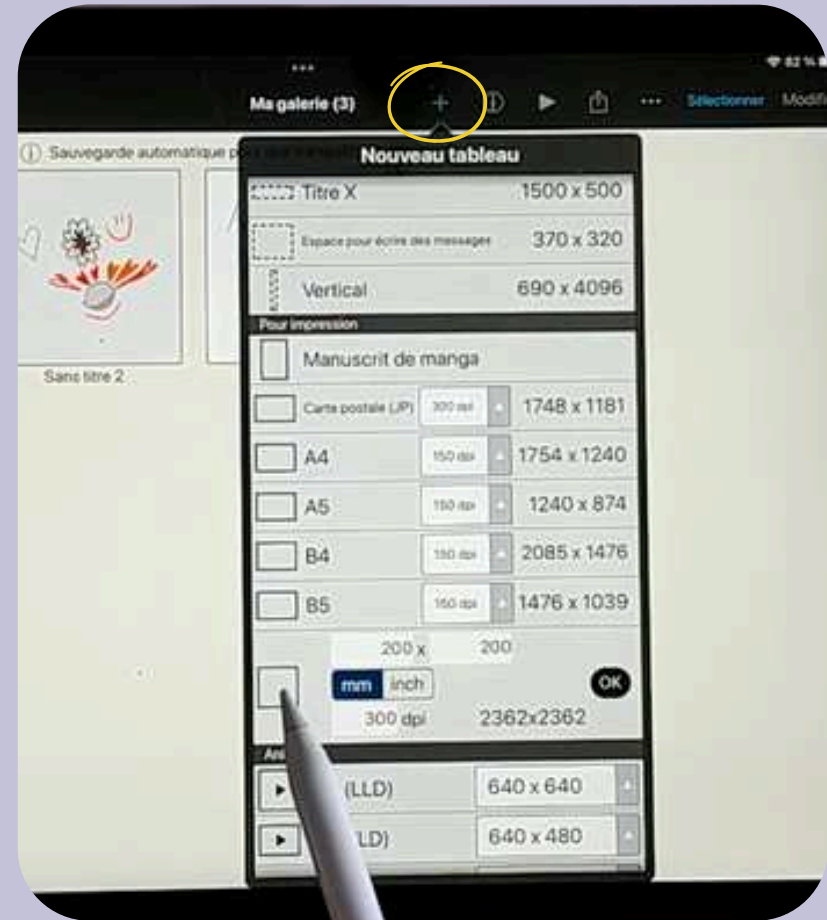 82 %
Ma galerie (3)
Sélectionner
Sauvegarde automatique
Nouveau tableau
Titre X 1500 x 500
Espace pour écrire des messages 370 x 320
Vertical 690 x 4096
Pour impression
Manuscrit de manga
Carte postale (JP) 300 dpi 1748 x 1181
A4 150 dpi 1754 x 1240
A5 150 dpi 1240 x 874
B4 150 dpi 2085 x 1476
B5 150 dpi 1476 x 1039
200 x 200
mm inch OK
300 dpi 2362x2362
(LLD) 640 x 640
LD) 640 x 480
Sans titre 2